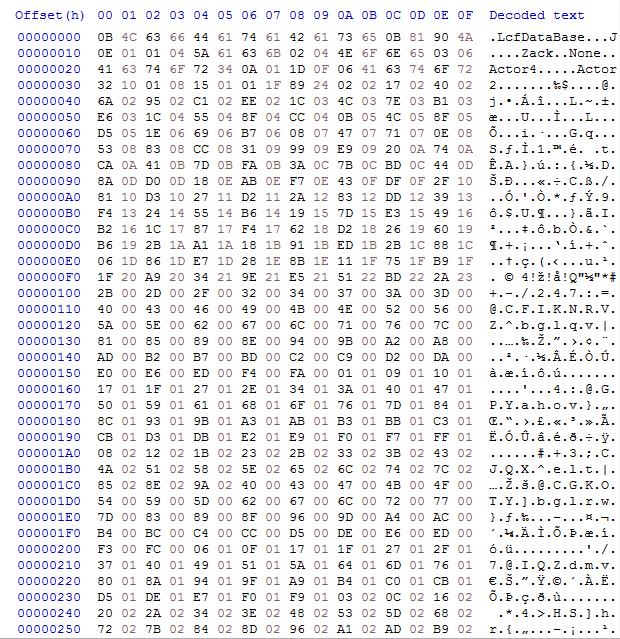 Offset(h) 00 01 02 03 04 05 06 07 08 09 0A 0B 0C 0D 0E 0F Decoded text
00000000 0B 4C 63 66 44 61 74 61 42 61 73 65 0B 81 90 4A .LcfDataBase...J
00000010 0E 01 01 04 5A 61 63 6B 02 04 4E 6F 6E 65 03 06 ....Zack..None..
00000020 41 63 74 6F 72 34 0A 01 1D 0F 06 41 63 74 6F 72 Actor4.....Actor
00000030 32 10 01 08 15 01 01 1F 89 24 02 02 17 02 40 02 2.......‰$....@.
00000040 6A 02 95 02 C1 02 EE 02 1C 03 4C 03 7E 03 B1 03 j.•.Á.î...L.~.±.
00000050 E6 03 1C 04 55 04 8F 04 CC 04 0B 05 4C 05 8F 05 æ...U...Ì...L...
00000060 D5 05 1E 06 69 06 B7 06 08 07 47 07 71 07 0E 08 Õ...i.·...G.q...
00000070 53 08 83 08 CC 08 31 09 99 09 E9 09 20 0A 74 0A S.ƒ.Ì.1.™.é. .t.
00000080 CA 0A 41 0B 7D 0B FA 0B 3A 0C 7B 0C BD 0C 44 0D Ê.A.}.ú.:.{.½.D.
00000090 8A 0D D0 0D 18 0E AB 0E F7 0E 43 0F DF 0F 2F 10 Š.Ð...«.÷.C.ß./.
000000A0 81 10 D3 10 27 11 D2 11 2A 12 83 12 DD 12 39 13 ..Ó.'.Ò.*.ƒ.Ý.9.
000000B0 F4 13 24 14 55 14 B6 14 19 15 7D 15 E3 15 49 16 ô.$.U.¶...}.ã.I.
000000C0 B2 16 1C 17 87 17 F4 17 62 18 D2 18 26 19 60 19 ²...‡.ô.b.Ò.&.`.
000000D0 B6 19 2B 1A A1 1A 18 1B 91 1B ED 1B 2B 1C 88 1C ¶.+.¡...‘.í.+.ˆ.
000000E0 06 1D 86 1D E7 1D 28 1E 8B 1E 11 1F 75 1F B9 1F ..†.ç.(.‹...u.¹.
000000F0 1F 20 A9 20 34 21 9E 21 E5 21 51 22 BD 22 2A 23 . © 4!ž!å!Q"½"*#
00000100 2B 00 2D 00 2F 00 32 00 34 00 37 00 3A 00 3D 00 +.-./.2.4.7.:.=.
00000110 40 00 43 00 46 00 49 00 4B 00 4E 00 52 00 56 00 @.C.F.I.K.N.R.V.
00000120 5A 00 5E 00 62 00 67 00 6C 00 71 00 76 00 7C 00 Z.^.b.g.l.q.v.|.
00000130 81 00 85 00 89 00 8E 00 94 00 9B 00 A2 00 A8 00 ..….‰.Ž.”.›.¢.¨.
00000140 AD 00 B2 00 B7 00 BD 00 C2 00 C9 00 D2 00 DA 00 ..².·.½.Â.É.Ò.Ú.
00000150 E0 00 E6 00 ED 00 F4 00 FA 00 01 01 09 01 10 01 à.æ.í.ô.ú.......
00000160 17 01 1F 01 27 01 2E 01 34 01 3A 01 40 01 47 01 ....'...4.:.@.G.
00000170 50 01 59 01 61 01 68 01 6F 01 76 01 7D 01 84 01 P.Y.a.h.o.v.}.„.
00000180 8C 01 93 01 9B 01 A3 01 AB 01 B3 01 BB 01 C3 01 Œ.“.›.£.«.³.».Ã.
00000190 CB 01 D3 01 DB 01 E2 01 E9 01 F0 01 F7 01 FF 01 Ë.Ó.Û.â.é.ð.÷.ÿ.
000001A0 08 02 12 02 1B 02 23 02 2B 02 33 02 3B 02 43 02 ......#.+.3.;.C.
000001B0 4A 02 51 02 58 02 5E 02 65 02 6C 02 74 02 7C 02 J.Q.X.^.e.l.t.|.
000001C0 85 02 8E 02 9A 02 40 00 43 00 47 00 4B 00 4F 00 ….Ž.š.@.C.G.K.O.
000001D0 54 00 59 00 5D 00 62 00 67 00 6C 00 72 00 77 00 T.Y.].b.g.l.r.w.
000001E0 7D 00 83 00 89 00 8F 00 96 00 9D 00 A4 00 AC 00 }.ƒ.‰...–...¤.¬.
000001F0 B4 00 BC 00 C4 00 CC 00 D5 00 DE 00 E6 00 ED 00 ´.¼.Ä.Ì.Õ.Þ.æ.í.
00000200 F3 00 FC 00 06 01 0F 01 17 01 1F 01 27 01 2F 01 ó.ü.........'./.
00000210 37 01 40 01 49 01 51 01 5A 01 64 01 6D 01 76 01 7.@.I.Q.Z.d.m.v.
00000220 80 01 8A 01 94 01 9F 01 A9 01 B4 01 C0 01 CB 01 €.Š.”.Ÿ.©.´.À.Ë.
00000230 D5 01 DE 01 E7 01 F0 01 F9 01 03 02 0C 02 16 02 Õ.Þ.ç.ð.ù.......
00000240 20 02 2A 02 34 02 3E 02 48 02 53 02 5D 02 68 02  .*.4.>.H.S.].h.
00000250 72 02 7B 02 84 02 8D 02 96 02 A1 02 AD 02 B9 02 r.{.„...–.¡...¹.